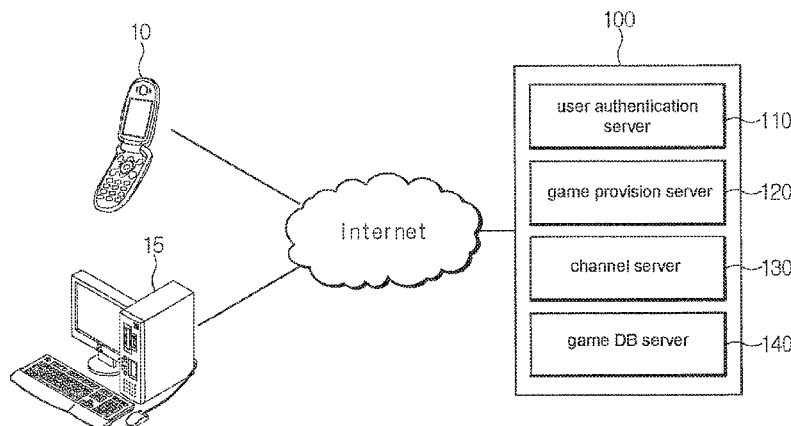 10
100
user authentication
server
110
game provision server
120
15
internet
channel server
130
game DB server
140